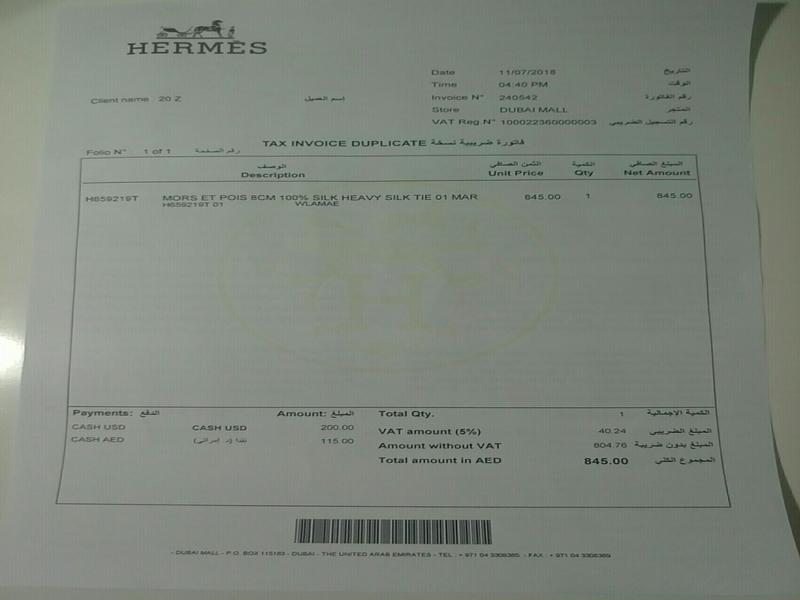 HERMÈS
Date 11/07/2018 التاريخ
Time 04:40 PM الوقت
Client name : 20 Z إسم العميل
Invoice N° 240542 رقم الفاتورة
Store DUBAI MALL المتجر
VAT Reg N° 100022360000003 رقم التسجيل الضريبي
TAX INVOICE DUPLICATE فاتورة ضريبية نسخة
Folio N° : 1 of 1 رقم الصفحة
الوصف الثمن الصافي الكمية المبلغ الصافي
Description Unit Price Qty Net Amount
H659219T MORS ET POIS 8CM 100% SILK HEAVY SILK TIE 01 MAR 845.00 1 845.00
H659219T 01 WLAMAE
Payments: الدفع Amount: المبلغ Total Qty. 1 الكمية الاجمالية
CASH USD CASH USD 200.00 VAT amount (5%) 40.24 المبلغ الضريبي
CASH AED نقدا (د إمراتي) 115.00 Amount without VAT 804.76 المبلغ بدون ضريبة
Total amount in AED 845.00 المجموع الكلي
- DUBAI MALL - P.O. BOX 115183 - DUBAI - THE UNITED ARAB EMIRATES - TEL : + 971 04 3308385 - FAX : + 971 04 3308389